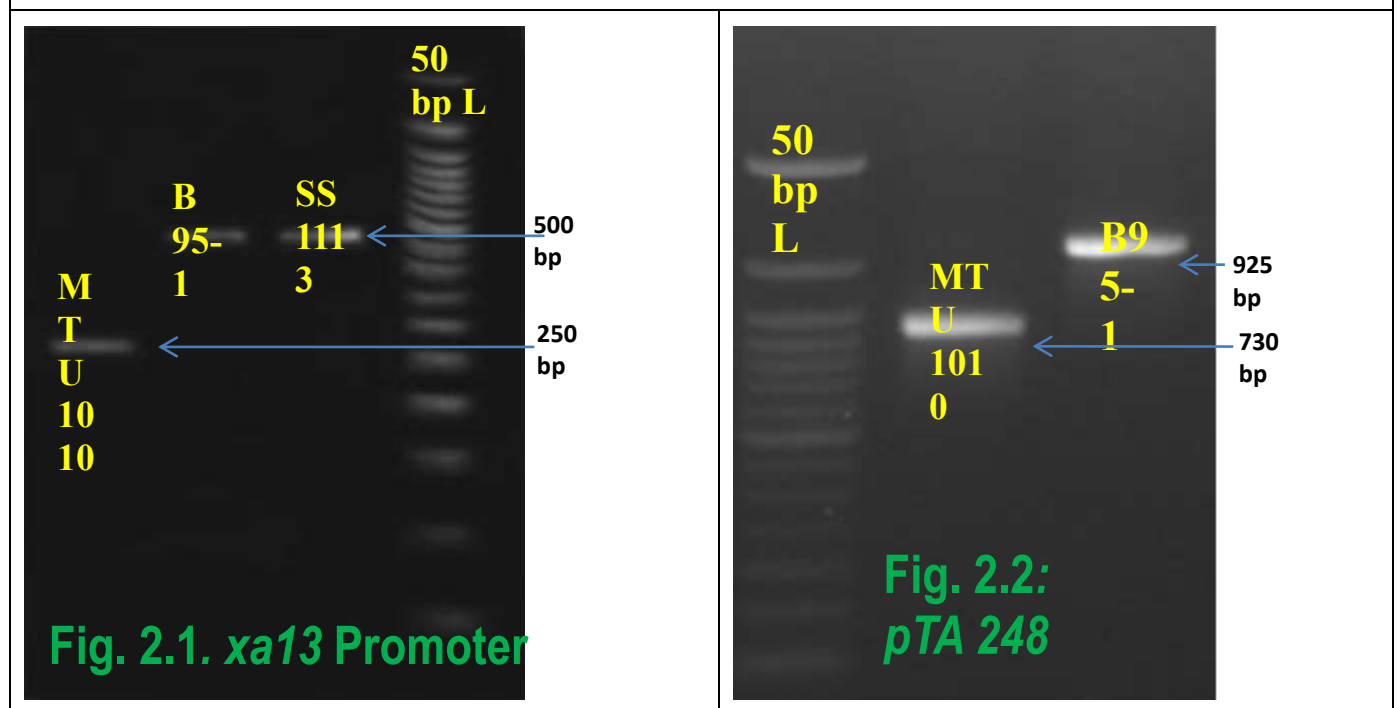 50
bp L
B
95-
1
SS
111
3
M
T
U
10
10
500
bp
250
bp
Fig. 2.1. xa13 Promoter
50
bp
L
MT
U
101
0
B9
5-
1
925
bp
730
bp
Fig. 2.2:
pTA 248